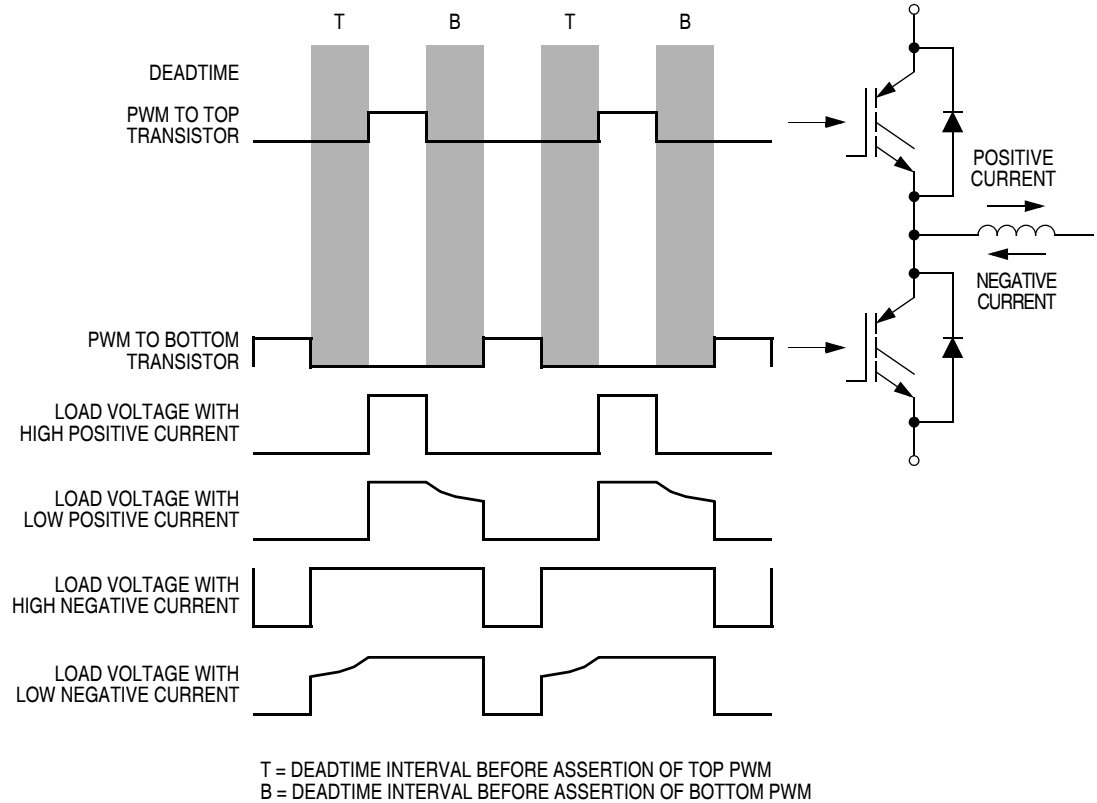 T B T B
DEADTIME
PWM TO TOP
TRANSISTOR
POSITIVE
CURRENT
NEGATIVE
CURRENT
PWM TO BOTTOM
TRANSISTOR
LOAD VOLTAGE WITH
HIGH POSITIVE CURRENT
LOAD VOLTAGE WITH
LOW POSITIVE CURRENT
LOAD VOLTAGE WITH
HIGH NEGATIVE CURRENT
LOAD VOLTAGE WITH
LOW NEGATIVE CURRENT
T = DEADTIME INTERVAL BEFORE ASSERTION OF TOP PWM
B = DEADTIME INTERVAL BEFORE ASSERTION OF BOTTOM PWM